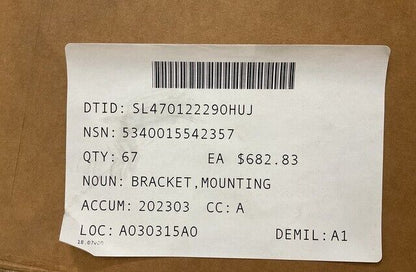 DTID: SL470122290HUJ
NSN: 5340015542357
QTY: 67 EA $682.83
NOUN: BRACKET,MOUNTING
ACCUM: 202303 CC: A
LOC: A030315A0 DEMIL: A1